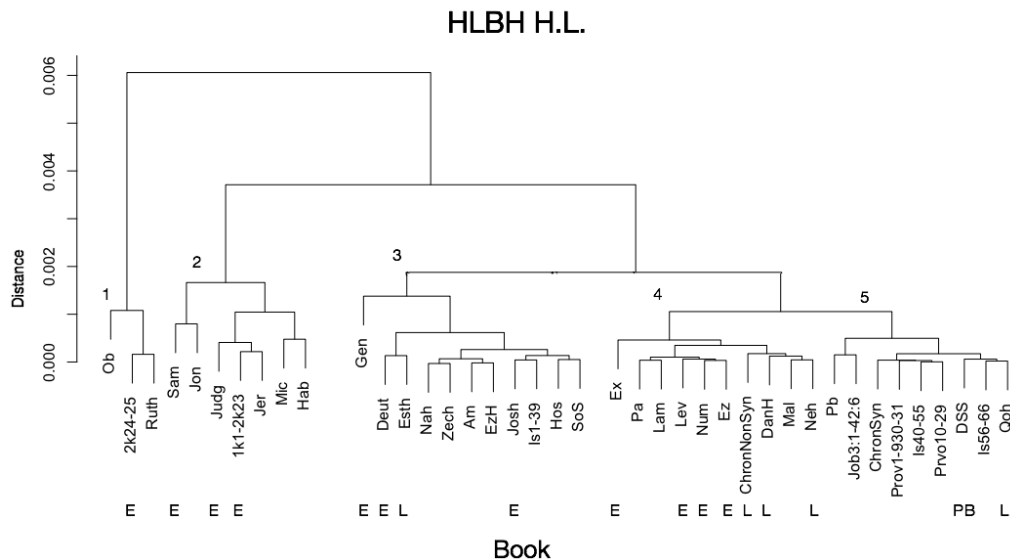 HLBH H.L.
0.006
0.004
0.002
0.000
Distance
1
2
3
4
5
Ob
2k24-25
Ruth
Sam
Jon
Judg
1k1-2k23
Jer
Mic
Hab
Gen
Deut
Esth
Nah
Zech
Am
EzH
Josh
Is1-39
Hos
SoS
Ex
Pa
Lam
Lev
Num
Ez
ChronNonSyn
DanH
Mal
Neh
Pb
Job3:1-42:6
ChronSyn
Prov1-930-31
Is40-55
Prvo10-29
DSS
Is56-66
Qoh
E E E E E E L E E E E E L L L PB L
Book